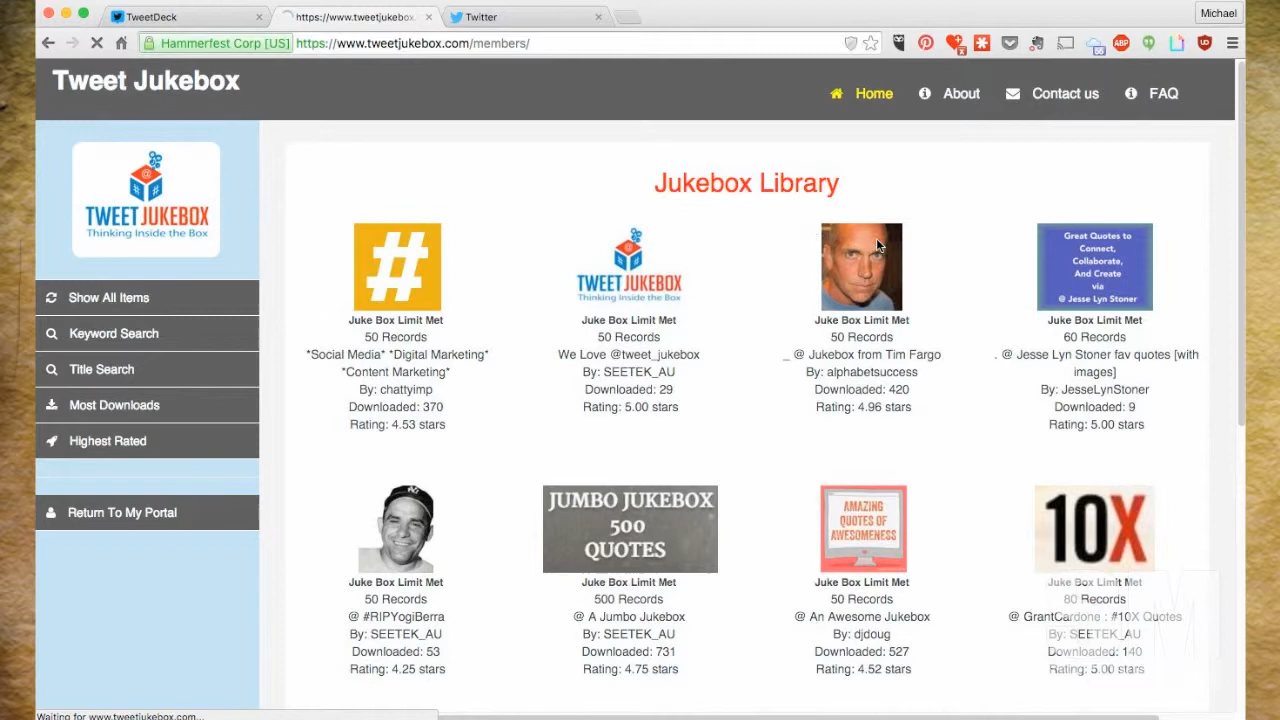 TweetDeck
https://www.tweetjukebox.
Twitter
Michael
Hammerfest Corp [US]
https://www.tweetjukebox.com/members/
ABP
Tweet Jukebox
Home
About
Contact us
FAQ
TWEET JUKEBOX
Thinking Inside the Box
Show All Items
Keyword Search
Title Search
Most Downloads
Highest Rated
Return To My Portal
Jukebox Library
#
Juke Box Limit Met
50 Records
*Social Media* *Digital Marketing*
*Content Marketing*
By: chattyimp
Downloaded: 370
Rating: 4.53 stars
TWEET JUKEBOX
Thinking Inside the Box
Juke Box Limit Met
50 Records
We Love @tweet_jukebox
By: SEETEK_AU
Downloaded: 29
Rating: 5.00 stars
Juke Box Limit Met
50 Records
_ @ Jukebox from Tim Fargo
By: alphabetsuccess
Downloaded: 420
Rating: 4.96 stars
Great Quotes to
Connect,
Collaborate,
And Create
via
@ Jesse Lyn Stoner
Juke Box Limit Met
60 Records
. @ Jesse Lyn Stoner fav quotes [with
images]
By: JesseLynStoner
Downloaded: 9
Rating: 5.00 stars
Juke Box Limit Met
50 Records
@ #RIPYogiBerra
By: SEETEK_AU
Downloaded: 53
Rating: 4.25 stars
JUMBO JUKEBOX
500
QUOTES
Juke Box Limit Met
500 Records
@ A Jumbo Jukebox
By: SEETEK_AU
Downloaded: 731
Rating: 4.75 stars
AMAZING
QUOTES OF
AWESOMENESS
Juke Box Limit Met
50 Records
@ An Awesome Jukebox
By: djdoug
Downloaded: 527
Rating: 4.52 stars
10X
Juke Box Limit Met
80 Records
@ GrantCardone : #10X Quotes
By: SEETEK_AU
Downloaded: 140
Rating: 5.00 stars
Waiting for www.tweetjukebox.com...